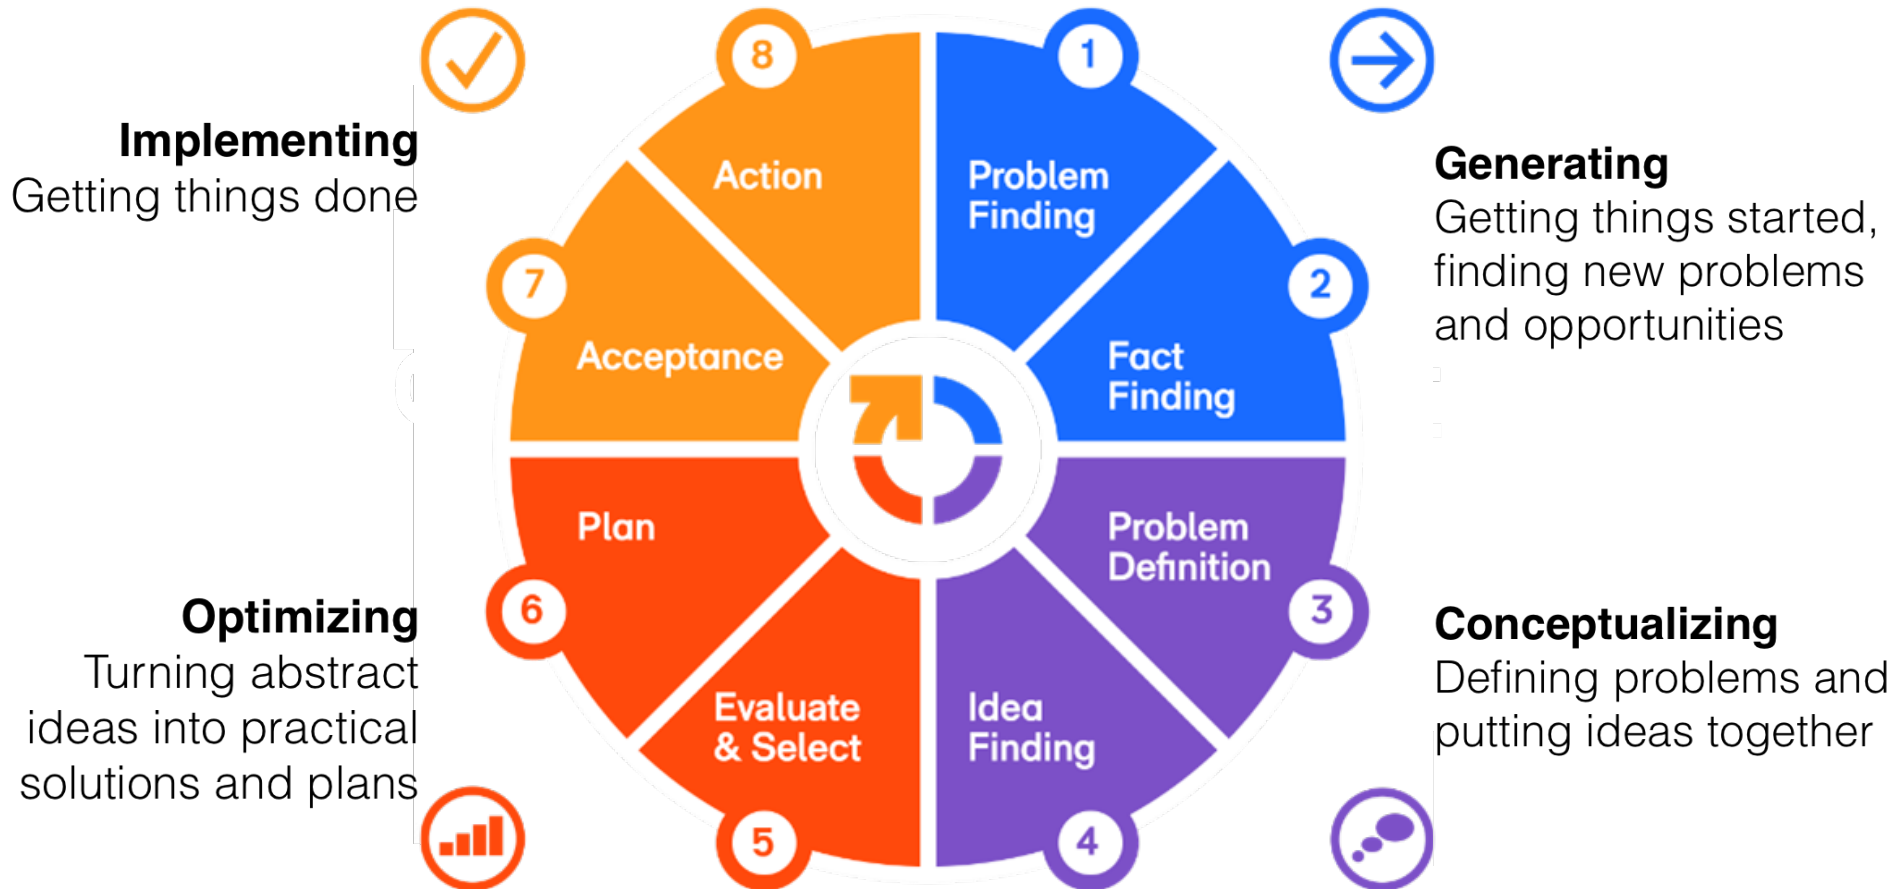 8
1
Implementing
Getting things done
Action
Problem
Finding
Generating
Getting things started,
finding new problems
and opportunities
7
2
Acceptance
Fact
Finding
Plan
Problem
Definition
6
3
Optimizing
Turning abstract
ideas into practical
solutions and plans
Conceptualizing
Defining problems and
putting ideas together
Evaluate
& Select
Idea
Finding
5
4